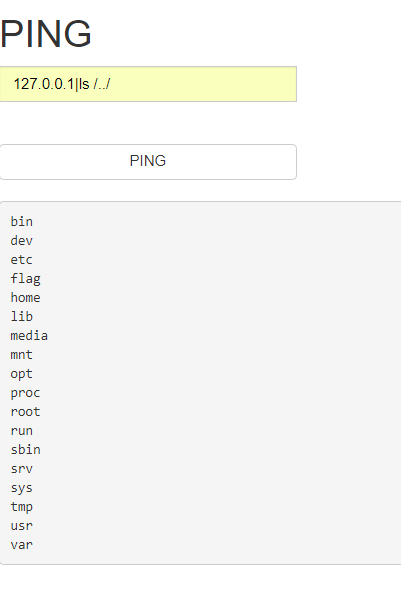 PING
127.0.0.1|ls /../
PING
bin
dev
etc
flag
home
lib
media
mnt
opt
proc
root
run
sbin
srv
sys
tmp
usr
var